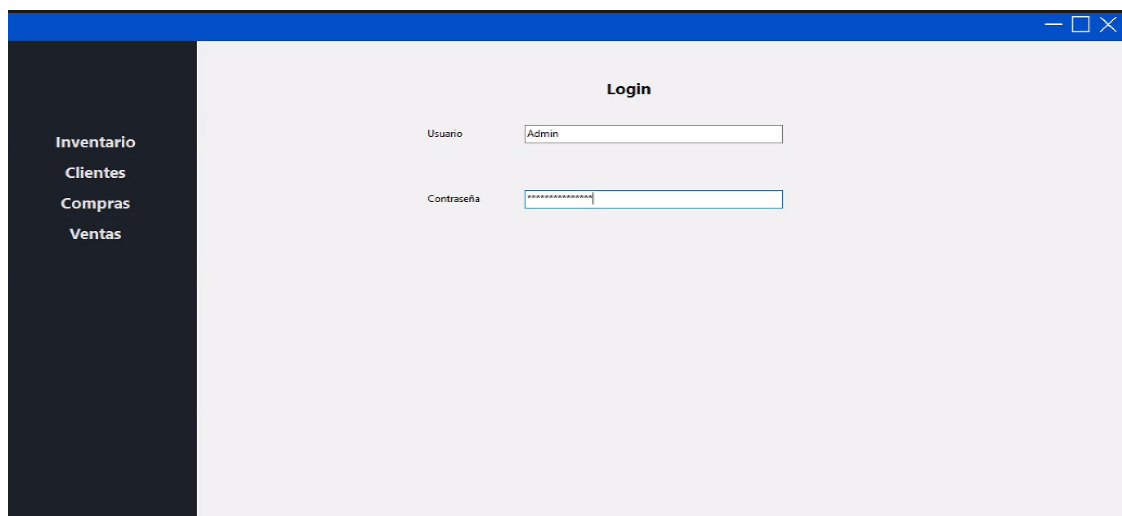 Login
Inventario
Clientes
Compras
Ventas
Usuario
Admin
Contraseña
***************